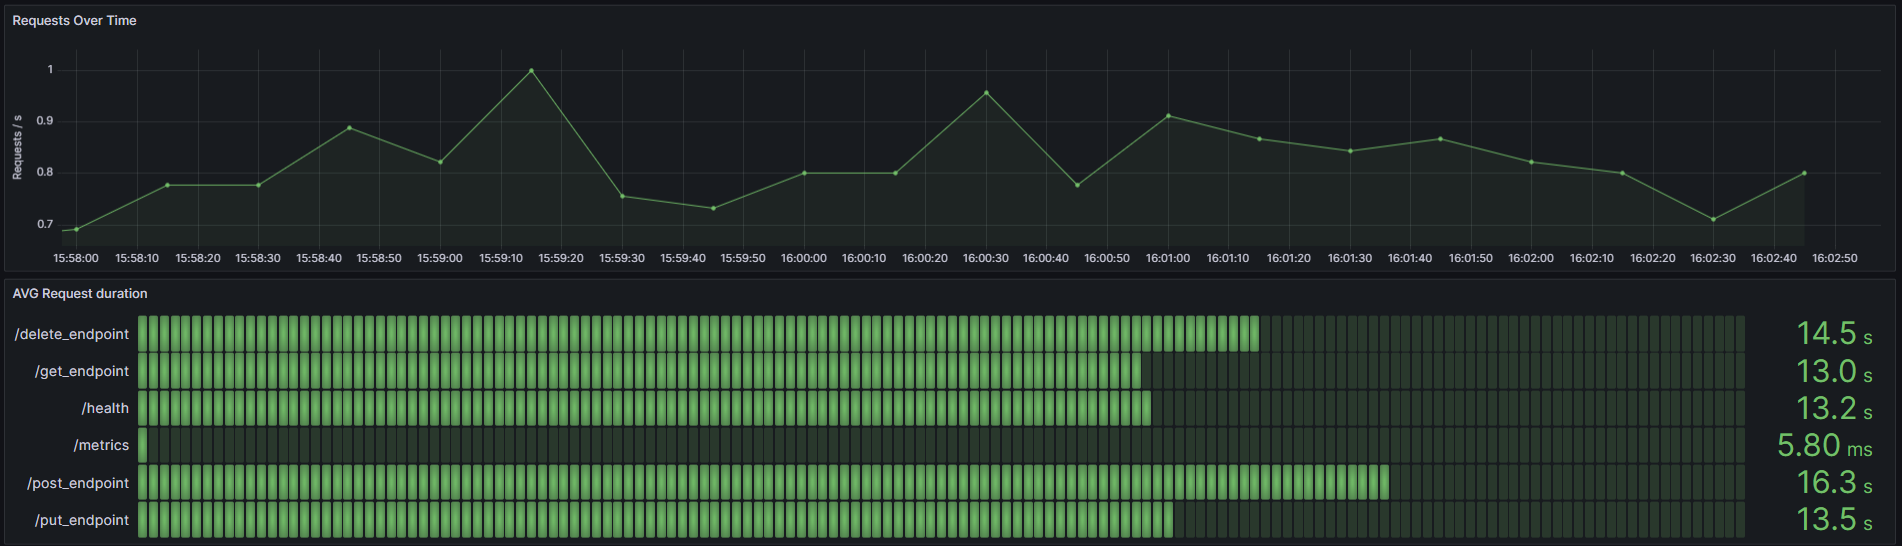 Requests Over Time
Requests / s
1
0.9
0.8
0.7
15:58:00 15:58:10 15:58:20 15:58:30 15:58:40 15:58:50 15:59:00 15:59:10 15:59:20 15:59:30 15:59:40 15:59:50 16:00:00 16:00:10 16:00:20 16:00:30 16:00:40 16:00:50 16:01:00 16:01:10 16:01:20 16:01:30 16:01:40 16:01:50 16:02:00 16:02:10 16:02:20 16:02:30 16:02:40 16:02:50
AVG Request duration
/delete_endpoint 14.5 s
/get_endpoint 13.0 s
/health 13.2 s
/metrics 5.80 ms
/post_endpoint 16.3 s
/put_endpoint 13.5 s